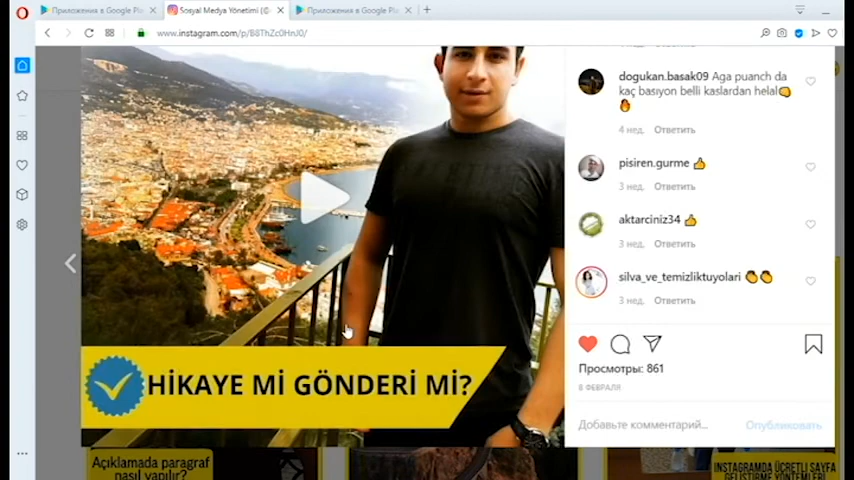 Приложения в Google Pla
Sosyal Medya Yönetimi (@
Приложения в Google Pla
www.instagram.com/p/B8ThZc0HnJ0/
dogukan.basak09 Aga puanch da
kaç basıyon belli kaslardan helal
4 нед. Ответить
pisiren.gurme
3 нед. Ответить
aktarciniz34
3 нед. Ответить
silva_ve_temizliktuyolari
3 нед. Ответить
Просмотры: 861
8 ФЕВРАЛЯ
Добавьте комментарий...
Опубликовать
HİKAYE Mİ GÖNDERİ Mİ?
Açıklamada paragraf
nasıl yapılır?
INSTAGRAMDA ÜCRETLİ SAYFA
GELİŞTİRME YÖNTEMLERİ